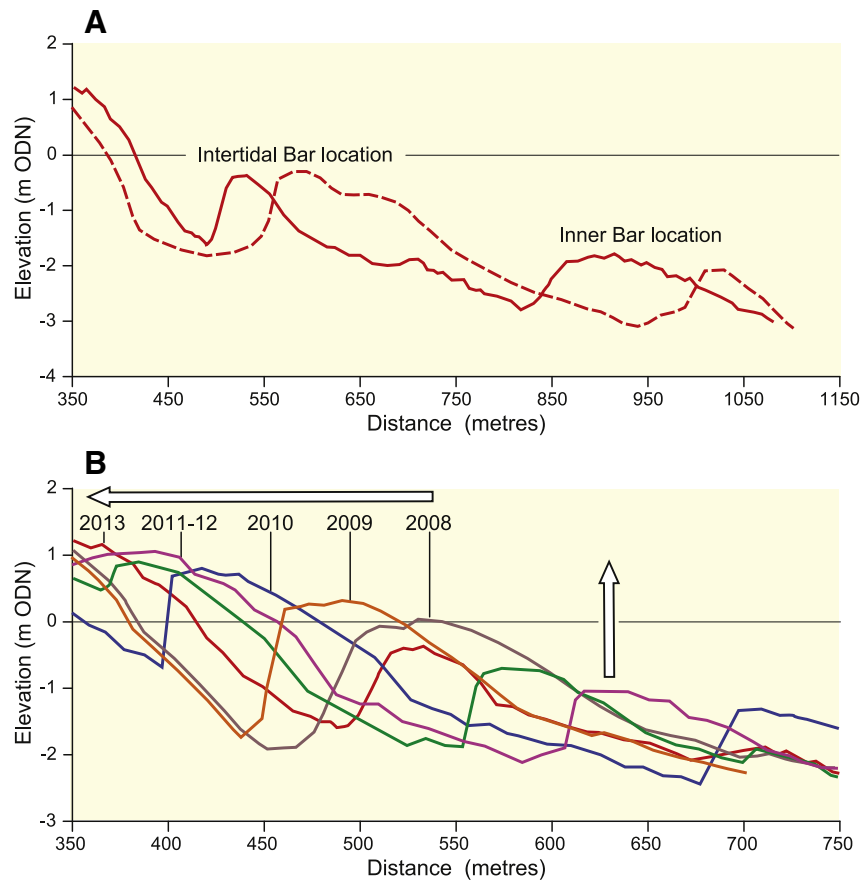 A
2
1
0
-1
-2
-3
-4
Elevation (m ODN)
Intertidal Bar location
Inner Bar location
350 450 550 650 750 850 950 1050 1150
Distance (metres)
B
2
1
0
-1
-2
-3
Elevation (m ODN)
2013 2011-12 2010 2009 2008
350 400 450 500 550 600 650 700 750
Distance (metres)